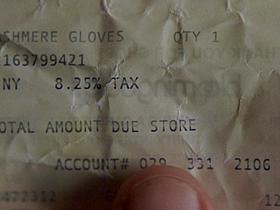 SHMERE GLOVES QTY 1
163799421
NY 8.25% TAX
OTAL AMOUNT DUE STORE
ACCOUNT# 029 331 2106